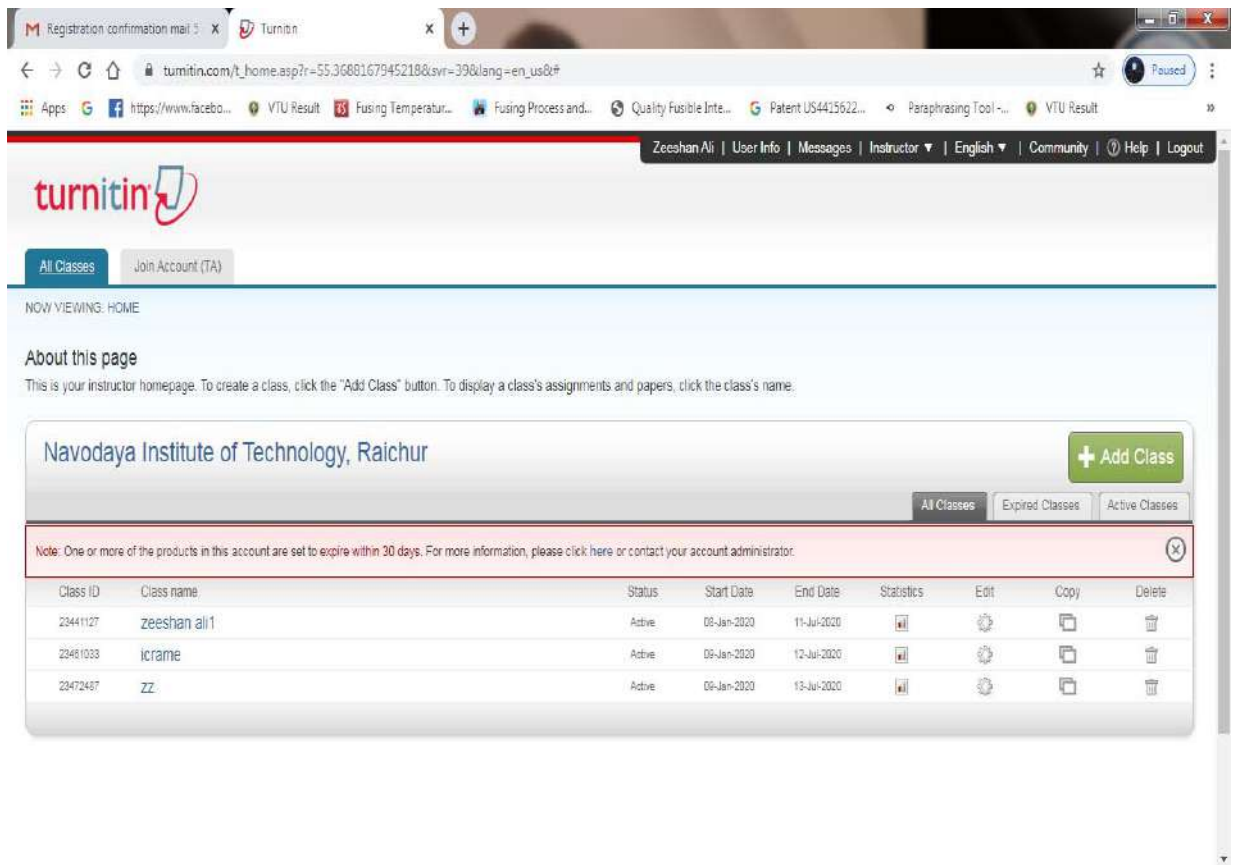 Registration confirmation mail 5 x Turnitin x +
turnitin.com/t_home.asp?r=55.3688167945218&svr=39&lang=en_us&t# Paused
Apps https://www.facebo... VTU Result Fusing Temperatur... Fusing Process and... Quality Fusible Inte... Patent US4415622... Paraphrasing Tool -... VTU Result »
Zeeshan Ali | User Info | Messages | Instructor ▼ | English ▼ | Community | ? Help | Logout
turnitin
All Classes Join Account (TA)
NOW VIEWING: HOME
About this page
This is your instructor homepage. To create a class, click the "Add Class" button. To display a class's assignments and papers, click the class's name.
Navodaya Institute of Technology, Raichur
+ Add Class
All Classes Expired Classes Active Classes
Note: One or more of the products in this account are set to expire within 30 days. For more information, please click here or contact your account administrator.
Class ID Class name Status Start Date End Date Statistics Edit Copy Delete
23441127 zeeshan ali1 Active 08-Jan-2020 11-Jul-2020
23461033 icrame Active 09-Jan-2020 12-Jul-2020
23472487 zz Active 09-Jan-2020 13-Jul-2020